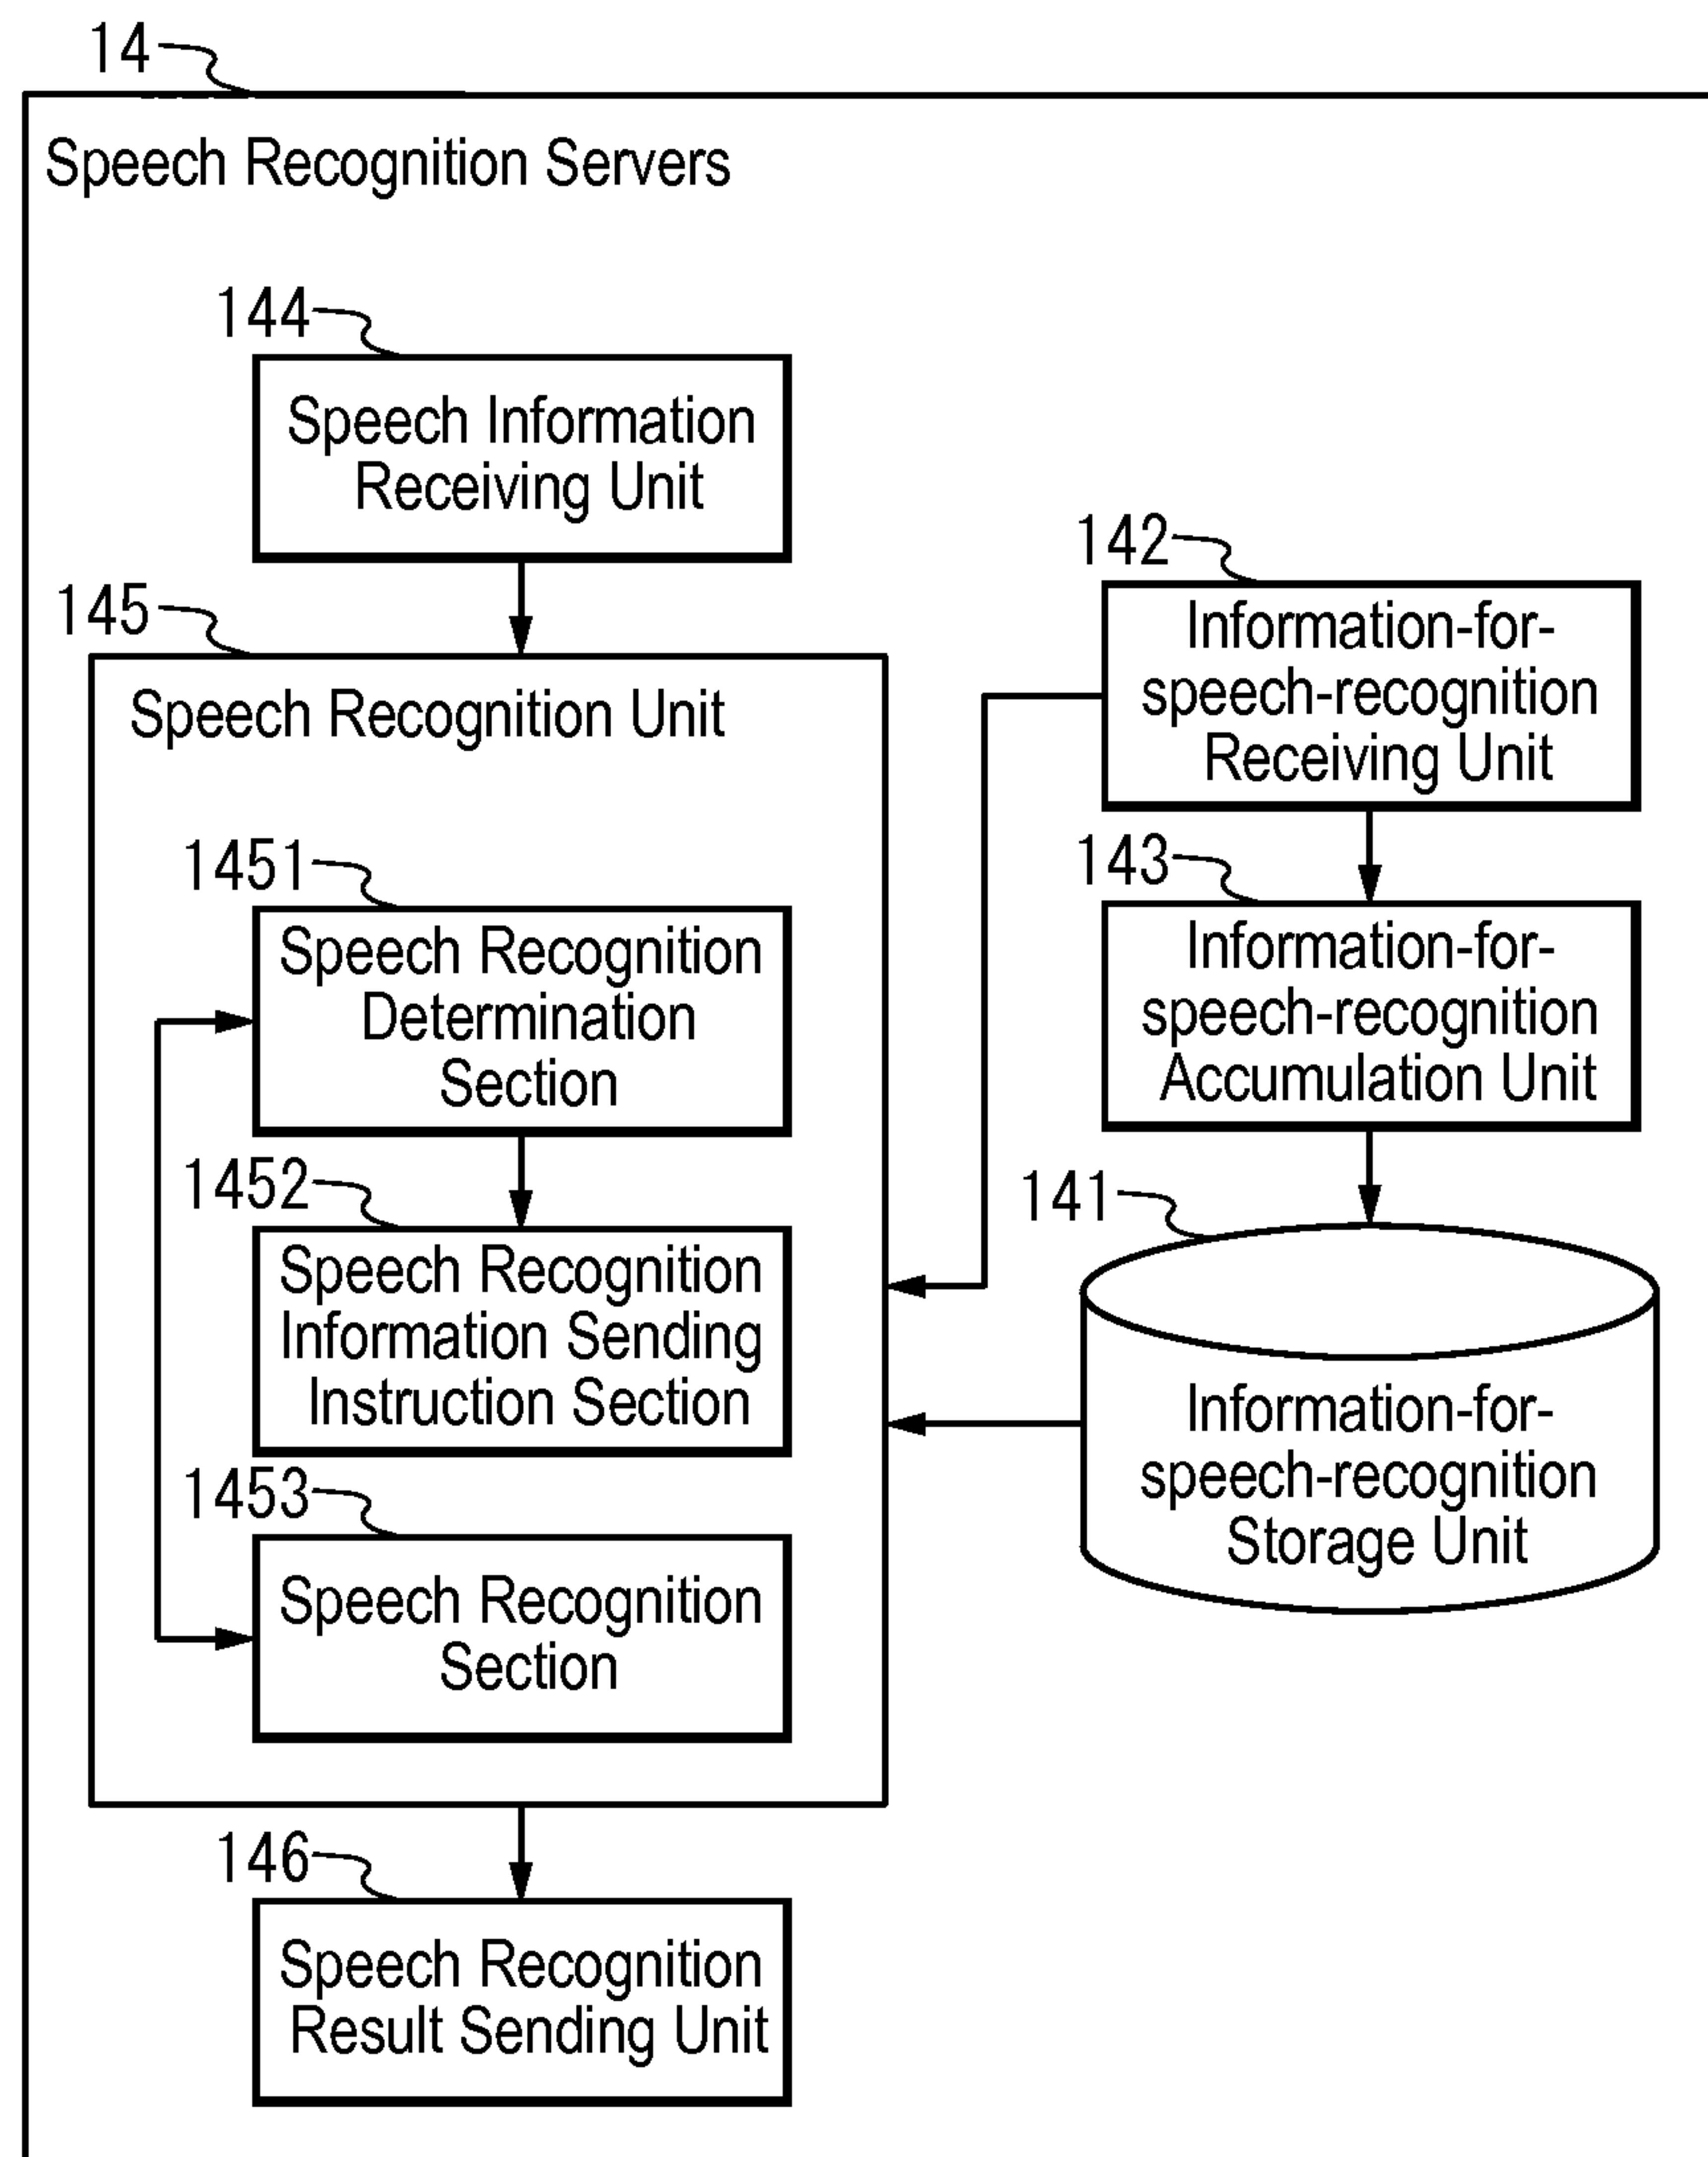 14
Speech Recognition Servers
144
Speech Information
Receiving Unit
145
Speech Recognition Unit
1451
Speech Recognition
Determination
Section
1452
Speech Recognition
Information Sending
Instruction Section
1453
Speech Recognition
Section
146
Speech Recognition
Result Sending Unit
142
Information-for-
speech-recognition
Receiving Unit
143
Information-for-
speech-recognition
Accumulation Unit
141
Information-for-
speech-recognition
Storage Unit